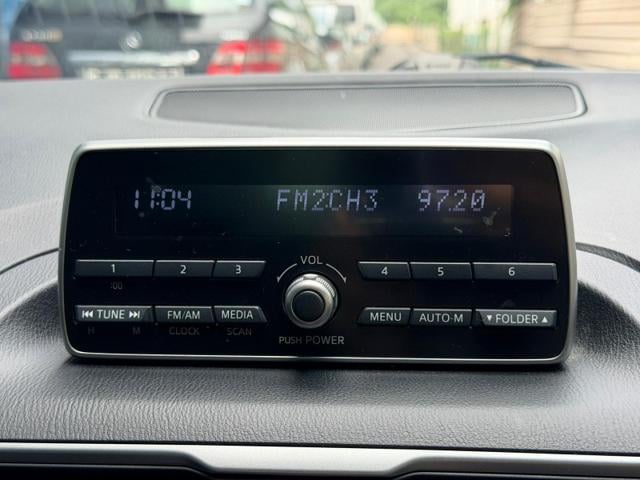 11:04 FM2CH3 97.20
VOL
1 2 3 4 5 6
:00
⏮ TUNE ⏭ FM/AM MEDIA MENU AUTO-M ▼ FOLDER ▲
H M CLOCK SCAN
PUSH POWER